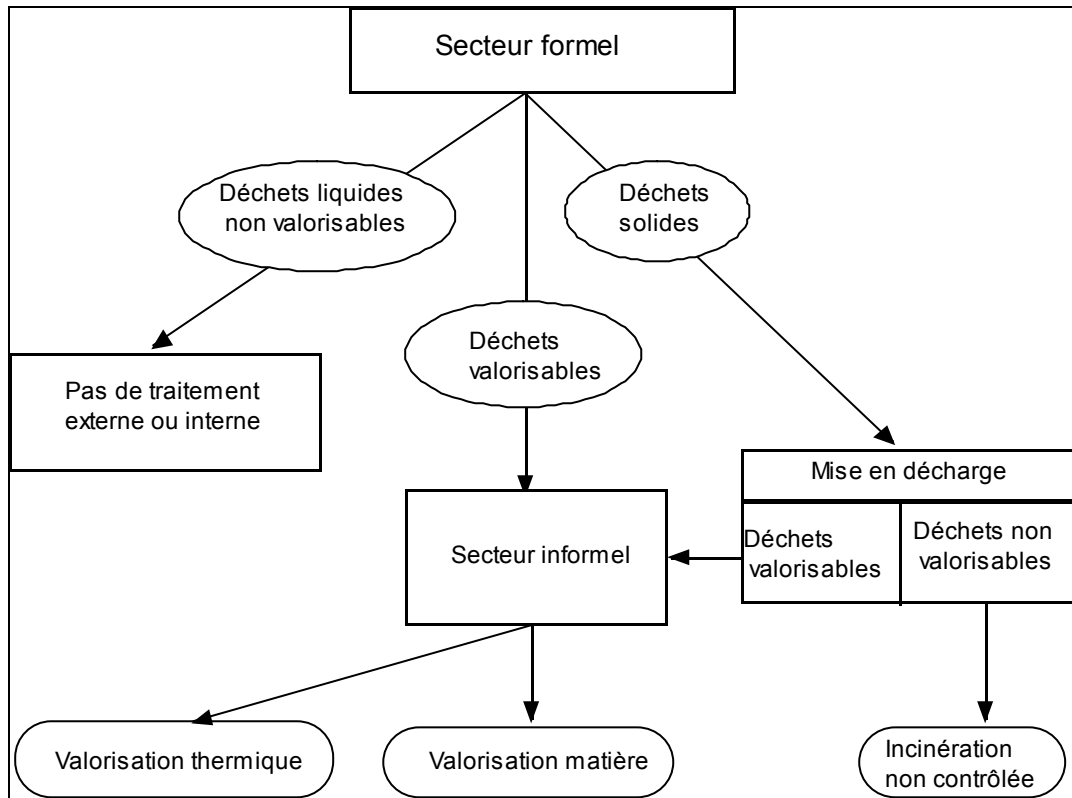 Secteur formel
Déchets liquides
non valorisables
Déchets
solides
Déchets
valorisables
Pas de traitement
externe ou interne
Mise en décharge
Déchets
valorisables
Déchets non
valorisables
Secteur informel
Valorisation thermique
Valorisation matière
Incinération
non contrôlée